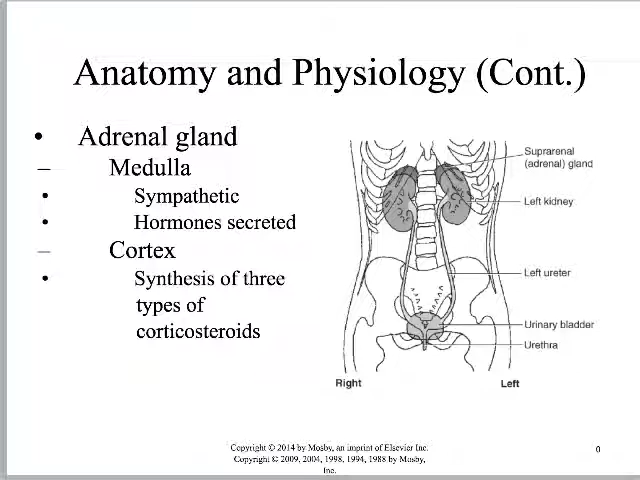 Anatomy and Physiology (Cont.)
• Adrenal gland
– Medulla
• Sympathetic
• Hormones secreted
– Cortex
• Synthesis of three
types of
corticosteroids
Suprarenal
(adrenal) gland
Left kidney
Left ureter
Urinary bladder
Urethra
Right
Left
Copyright © 2014 by Mosby, an imprint of Elsevier Inc.
Copyright © 2009, 2004, 1998, 1994, 1988 by Mosby,
Inc.
0